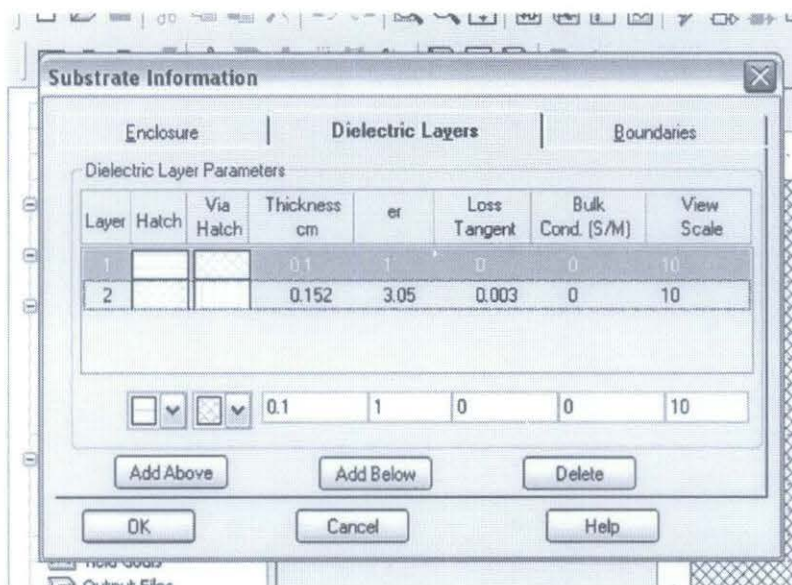 Substrate Information
Enclosure Dielectric Layers Boundaries
Dielectric Layer Parameters
Layer Hatch Via Hatch Thickness cm er Loss Tangent Bulk Cond. (S/M) View Scale
1 0.1 1 0 0 10
2 0.152 3.05 0.003 0 10
0.1 1 0 0 10
Add Above Add Below Delete
OK Cancel Help
Yield Goals
Output Files